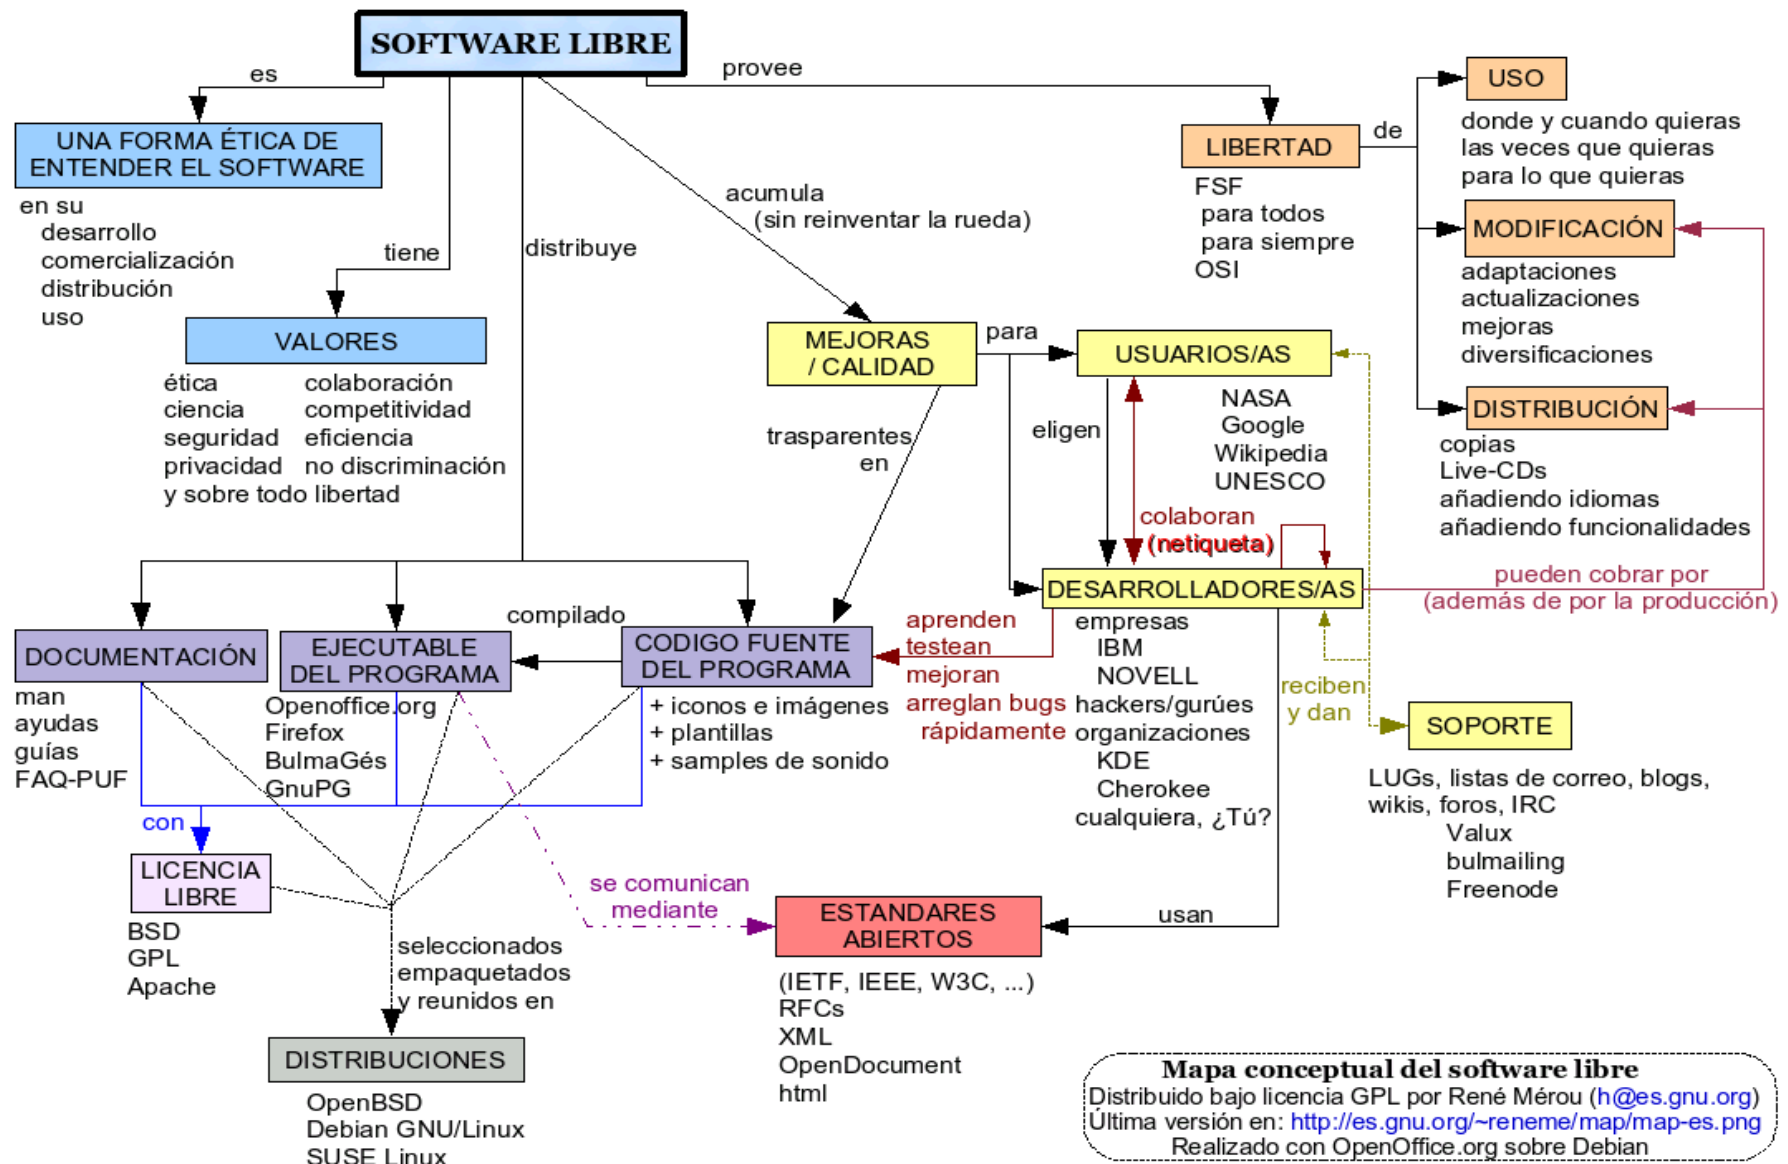 SOFTWARE LIBRE
es
UNA FORMA ÉTICA DE
ENTENDER EL SOFTWARE
en su
desarrollo
comercialización
distribución
uso
tiene
VALORES
ética colaboración
ciencia competitividad
seguridad eficiencia
privacidad no discriminación
y sobre todo libertad
distribuye
acumula
(sin reinventar la rueda)
provee
LIBERTAD
FSF
para todos
para siempre
OSI
de
USO
donde y cuando quieras
las veces que quieras
para lo que quieras
MODIFICACIÓN
adaptaciones
actualizaciones
mejoras
diversificaciones
DISTRIBUCIÓN
copias
Live-CDs
añadiendo idiomas
añadiendo funcionalidades
MEJORAS
/ CALIDAD
para
trasparentes
en
USUARIOS/AS
NASA
Google
Wikipedia
UNESCO
eligen
colaboran
(netiqueta)
DESARROLLADORES/AS
empresas
IBM
NOVELL
hackers/gurúes
organizaciones
KDE
Cherokee
cualquiera, ¿Tú?
pueden cobrar por
(además de por la producción)
reciben
y dan
SOPORTE
LUGs, listas de correo, blogs,
wikis, foros, IRC
Valux
bulmailing
Freenode
aprenden
testean
mejoran
arreglan bugs
rápidamente
DOCUMENTACIÓN
man
ayudas
guías
FAQ-PUF
EJECUTABLE
DEL PROGRAMA
Openoffice.org
Firefox
BulmaGés
GnuPG
compilado
CODIGO FUENTE
DEL PROGRAMA
+ iconos e imágenes
+ plantillas
+ samples de sonido
con
LICENCIA
LIBRE
BSD
GPL
Apache
se comunican
mediante
ESTANDARES
ABIERTOS
(IETF, IEEE, W3C, ...)
RFCs
XML
OpenDocument
html
usan
seleccionados
empaquetados
y reunidos en
DISTRIBUCIONES
OpenBSD
Debian GNU/Linux
SUSE Linux
Mapa conceptual del software libre
Distribuido bajo licencia GPL por René Mérou (h@es.gnu.org)
Última versión en: http://es.gnu.org/~reneme/map/map-es.png
Realizado con OpenOffice.org sobre Debian